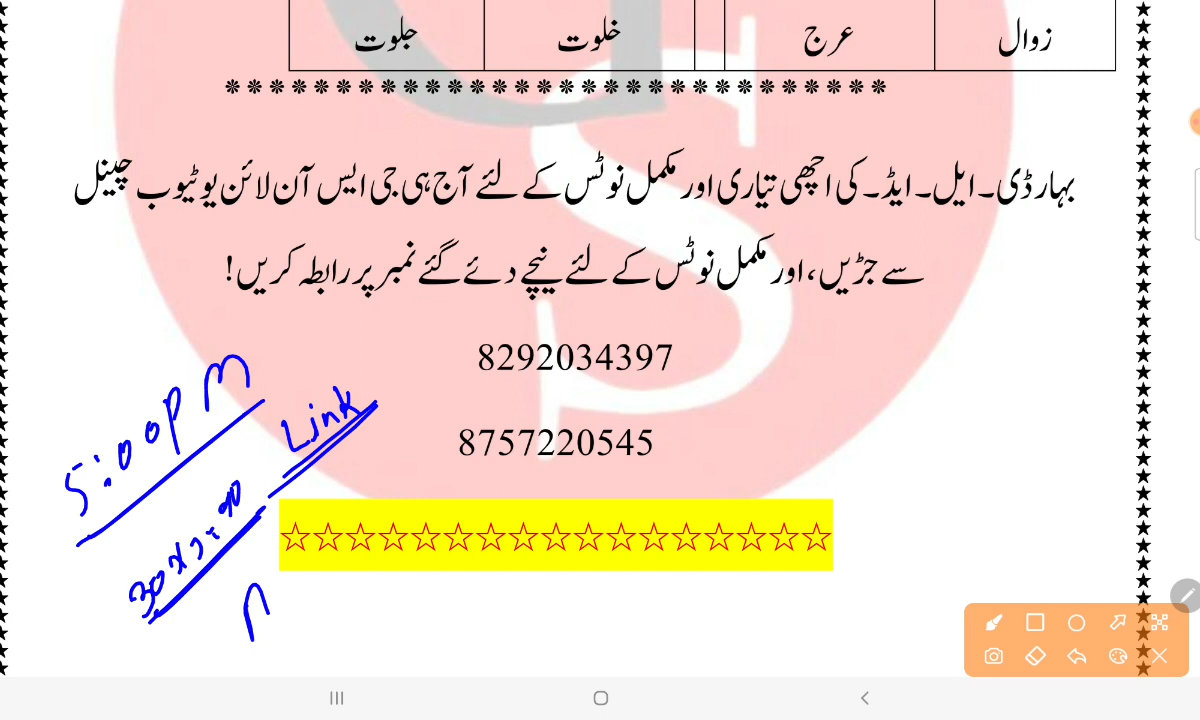 زوال عرج خلوت جلوت
* * * * * * * * * * * * * * * * * * * * * * * * * * * * * *
بہار ڈی۔ ایل۔ ایڈ۔ کی اچھی تیاری اور مکمل نوٹس کے لئے آج ہی جی ایس آن لائن یوٹیوب چینل
سے جڑیں، اور مکمل نوٹس کے لئے نیچے دئے گئے نمبر پر رابطہ کریں!
8292034397
8757220545
5:00 PM
Link